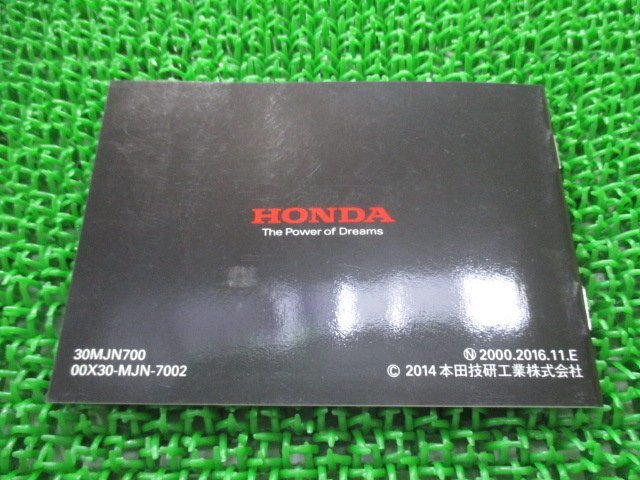 HONDA
The Power of Dreams
30MJN700
00X30-MJN-7002
Ⓝ 2000.2016.11.E
© 2014 本田技研工業株式会社